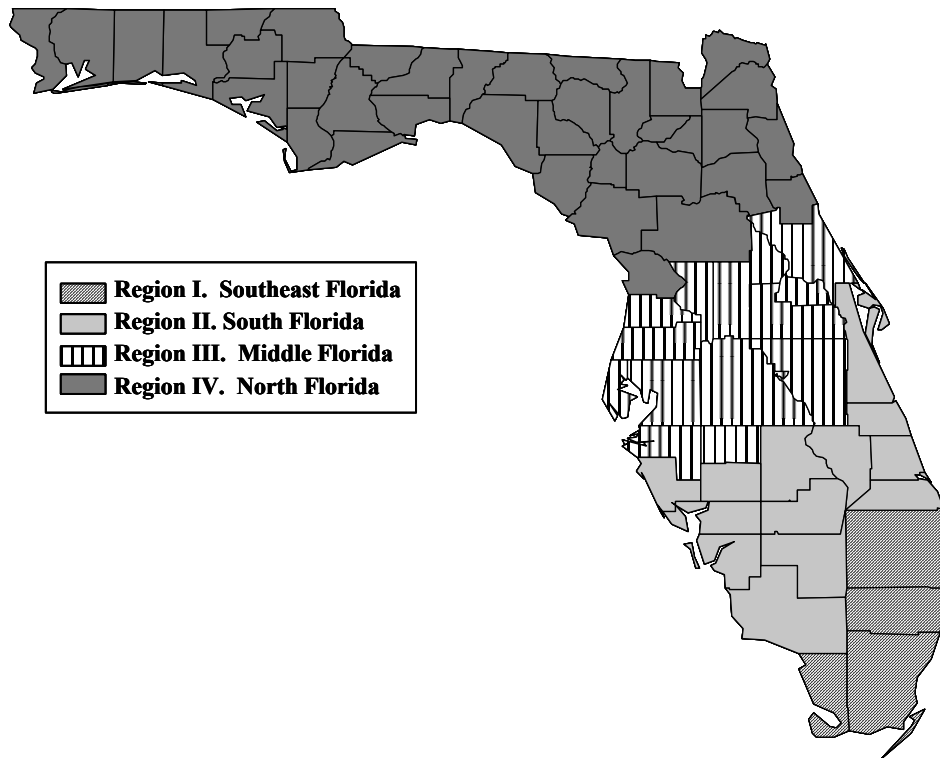 Region I. Southeast Florida
Region II. South Florida
Region III. Middle Florida
Region IV. North Florida